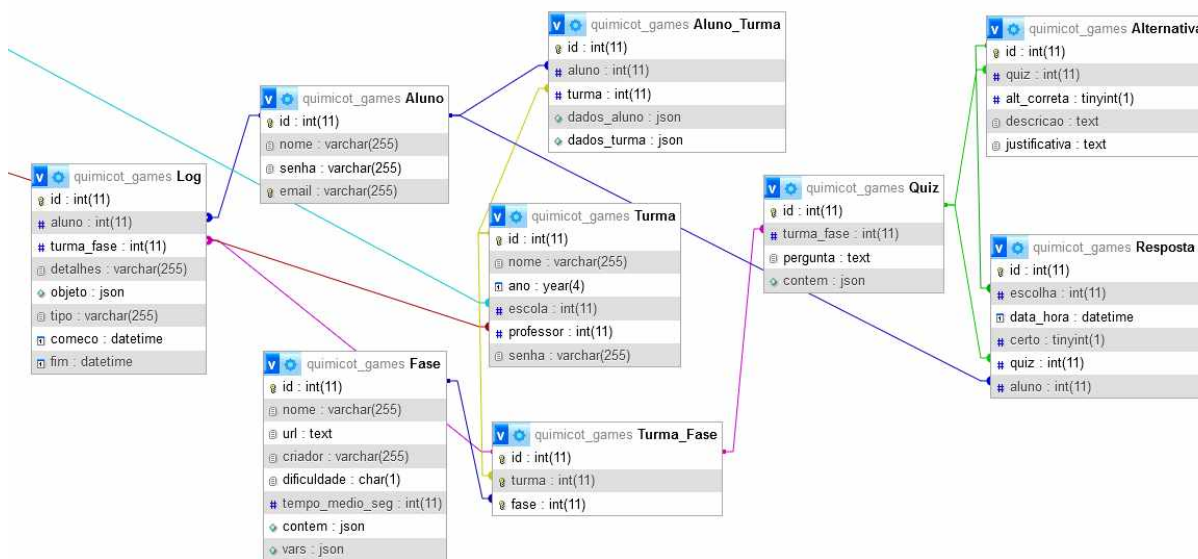 quimicot_games Aluno_Turma
id : int(11)
aluno : int(11)
turma : int(11)
dados_aluno : json
dados_turma : json
quimicot_games Alternativa
id : int(11)
quiz : int(11)
alt_correta : tinyint(1)
descricao : text
justificativa : text
quimicot_games Aluno
id : int(11)
nome : varchar(255)
senha : varchar(255)
email : varchar(255)
quimicot_games Log
id : int(11)
aluno : int(11)
turma_fase : int(11)
detalhes : varchar(255)
objeto : json
tipo : varchar(255)
comeco : datetime
fim : datetime
quimicot_games Turma
id : int(11)
nome : varchar(255)
ano : year(4)
escola : int(11)
professor : int(11)
senha : varchar(255)
quimicot_games Quiz
id : int(11)
turma_fase : int(11)
pergunta : text
contem : json
quimicot_games Resposta
id : int(11)
escolha : int(11)
data_hora : datetime
certo : tinyint(1)
quiz : int(11)
aluno : int(11)
quimicot_games Fase
id : int(11)
nome : varchar(255)
url : text
criador : varchar(255)
dificuldade : char(1)
tempo_medio_seg : int(11)
contem : json
vars : json
quimicot_games Turma_Fase
id : int(11)
turma : int(11)
fase : int(11)